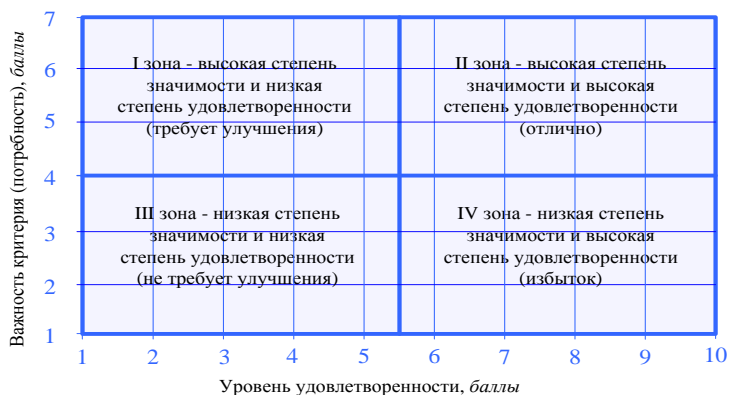 Важность критерия (потребность), баллы
7
6
5
4
3
2
1
I зона - высокая степень
значимости и низкая
степень удовлетворенности
(требует улучшения)
II зона - высокая степень
значимости и высокая
степень удовлетворенности
(отлично)
III зона - низкая степень
значимости и низкая
степень удовлетворенности
(не требует улучшения)
IV зона - низкая степень
значимости и высокая
степень удовлетворенности
(избыток)
1 2 3 4 5 6 7 8 9 10
Уровень удовлетворенности, баллы